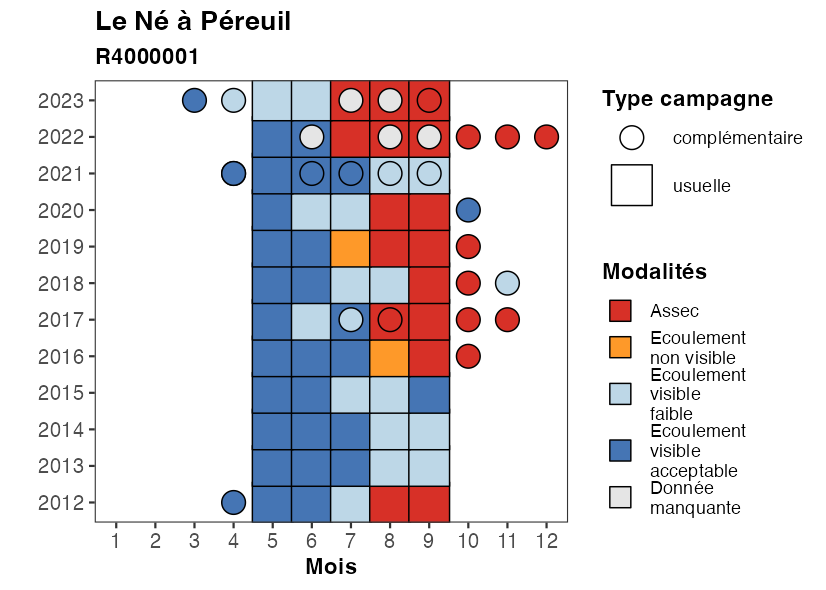 Le Né à Péreuil
R4000001
2023
2022
2021
2020
2019
2018
2017
2016
2015
2014
2013
2012
1 2 3 4 5 6 7 8 9 10 11 12
Mois
Type campagne
complémentaire
usuelle
Modalités
Assec
Ecoulement
non visible
Ecoulement
visible
faible
Ecoulement
visible
acceptable
Donnée
manquante